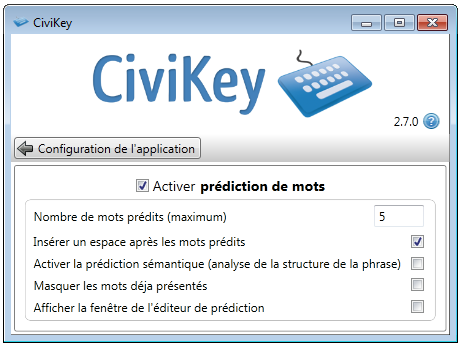 CiviKey
CiviKey
2.7.0 ?
Configuration de l'application
Activer prédiction de mots
Nombre de mots prédits (maximum) 5
Insérer un espace après les mots prédits
Activer la prédiction sémantique (analyse de la structure de la phrase)
Masquer les mots déja présentés
Afficher la fenêtre de l'éditeur de prédiction